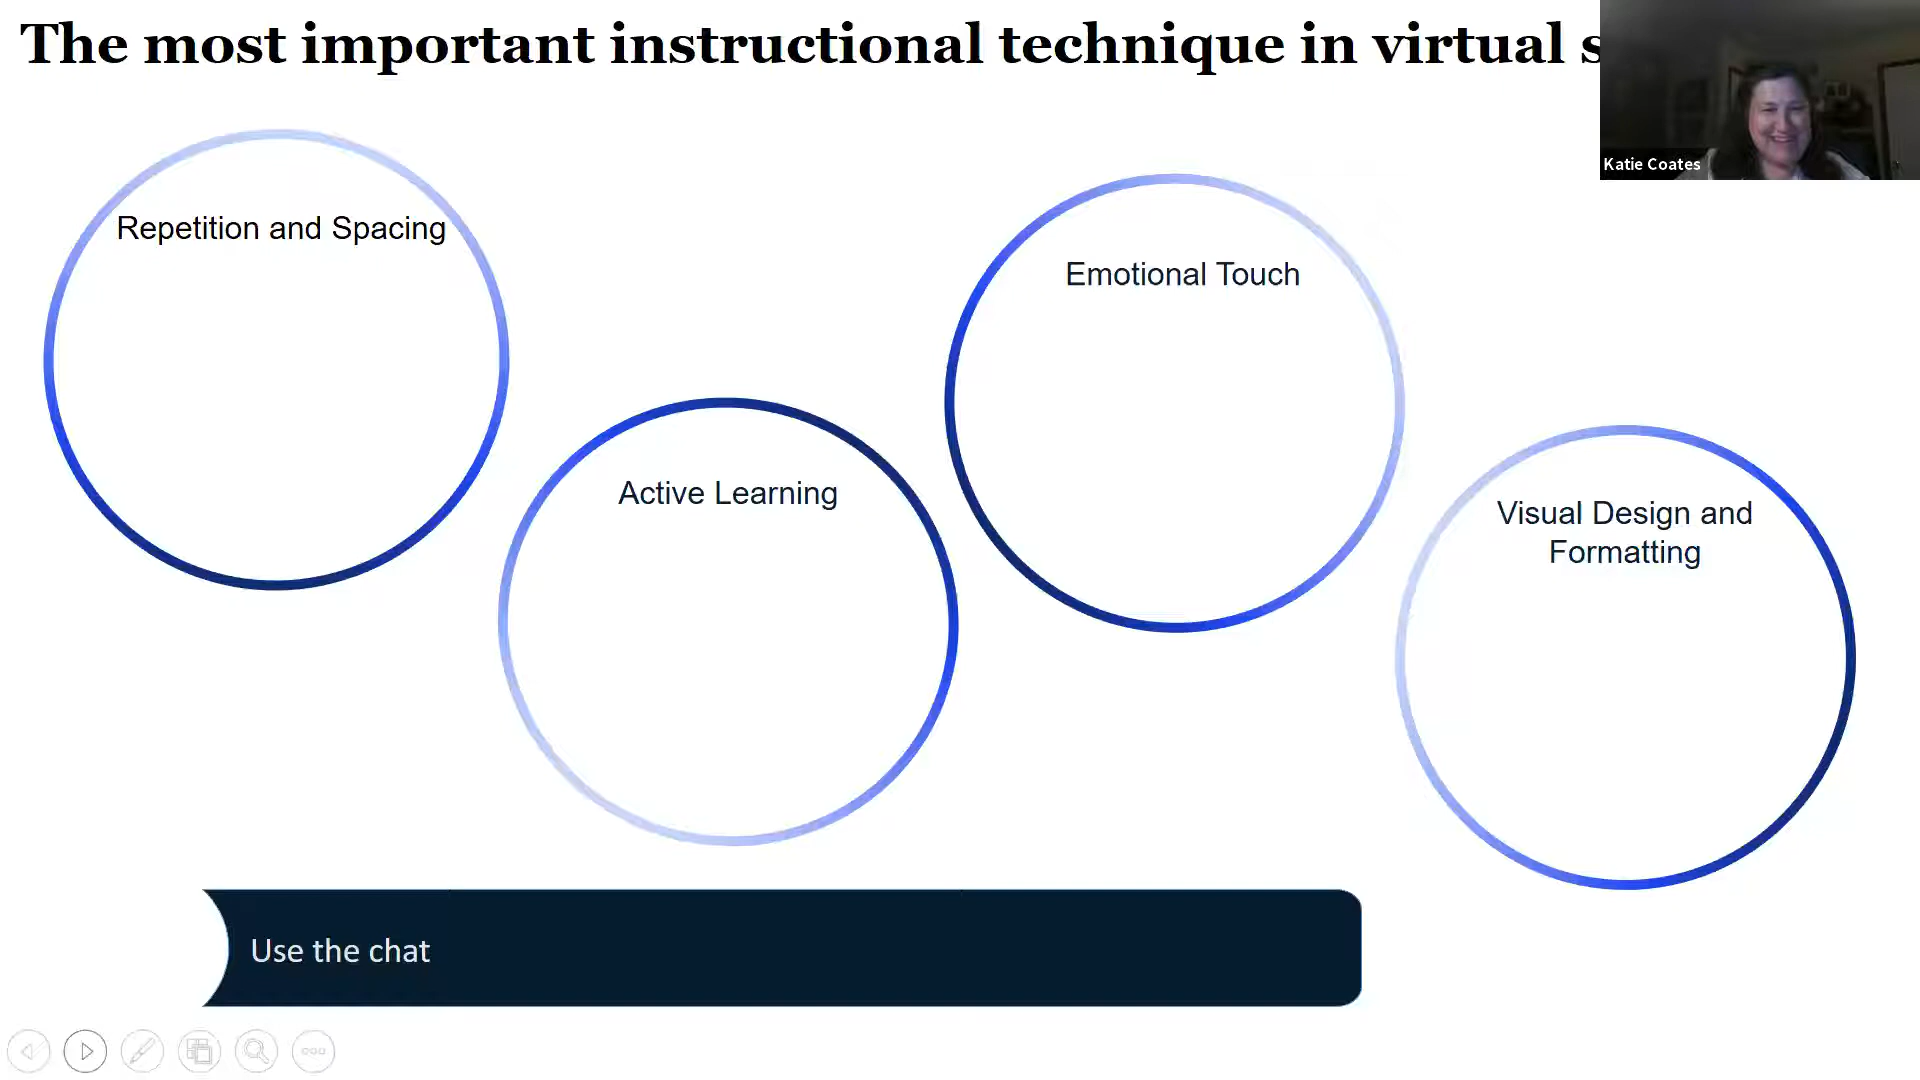 The most important instructional technique in virtual s
Katie Coates
Repetition and Spacing
Emotional Touch
Active Learning
Visual Design and
Formatting
Use the chat